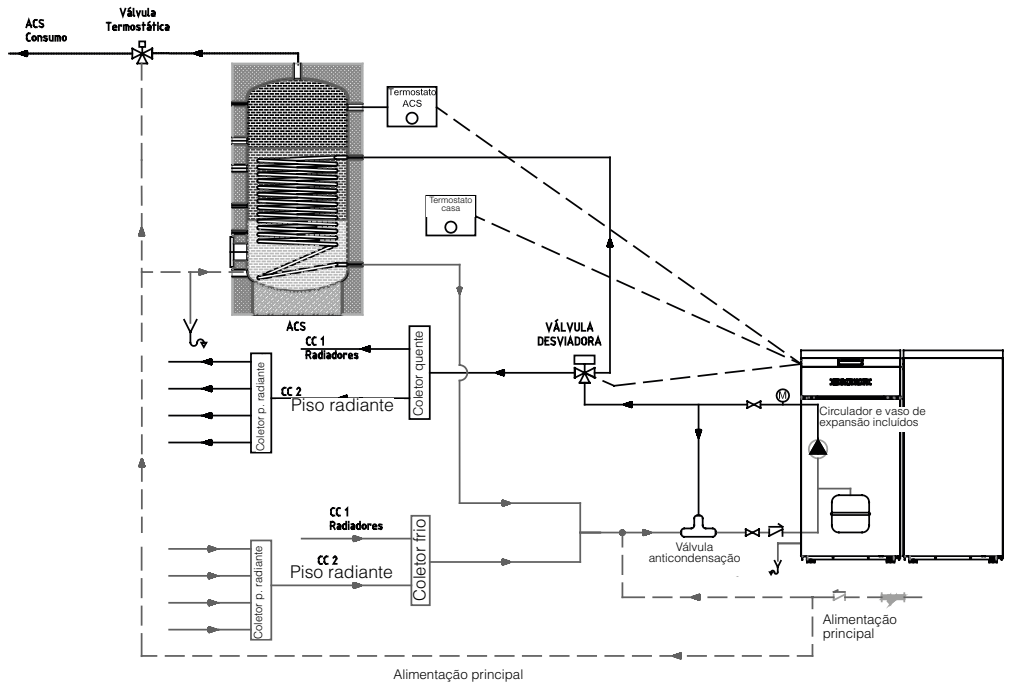 Válvula
Termostática
ACS
Consumo
Termostato
ACS
Termostato
casa
ACS
CC 1
Radiadores
VÁLVULA
DESVIADORA
Coletor quente
CC 2
Piso radiante
Coletor p. radiante
M
Circulador e vaso de
expansão incluídos
CC 1
Radiadores
CC 2
Piso radiante
Coletor frio
Coletor p. radiante
Válvula
anticondensação
Alimentação
principal
Alimentação principal